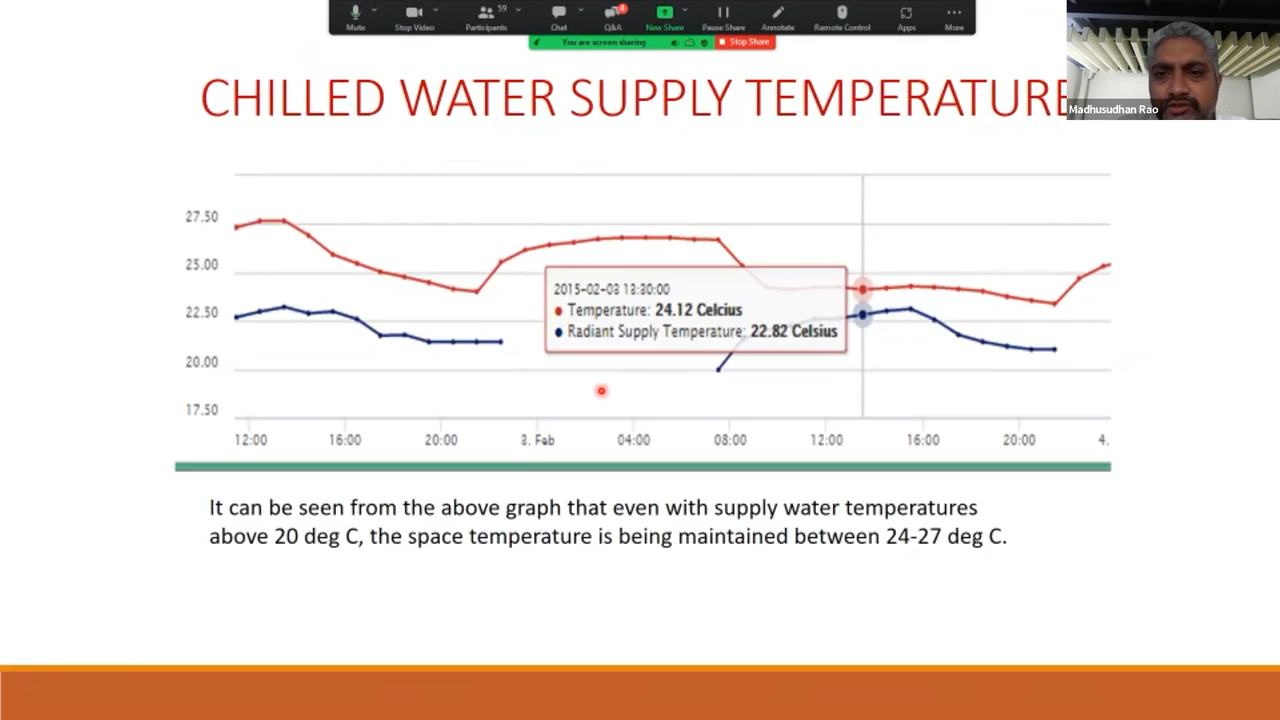 Mute
Stop Video
59
Participants
Chat
4
Q&A
New Share
Pause Share
Annotate
Remote Control
Apps
More
You are screen sharing
Stop Share
Madhusudhan Rao
CHILLED WATER SUPPLY TEMPERATURE
27.50
25.00
22.50
20.00
17.50
2015-02-03 13:30:00
Temperature: 24.12 Celcius
Radiant Supply Temperature: 22.82 Celsius
12:00 16:00 20:00 3. Feb 04:00 08:00 12:00 16:00 20:00 4.
It can be seen from the above graph that even with supply water temperatures
above 20 deg C, the space temperature is being maintained between 24-27 deg C.